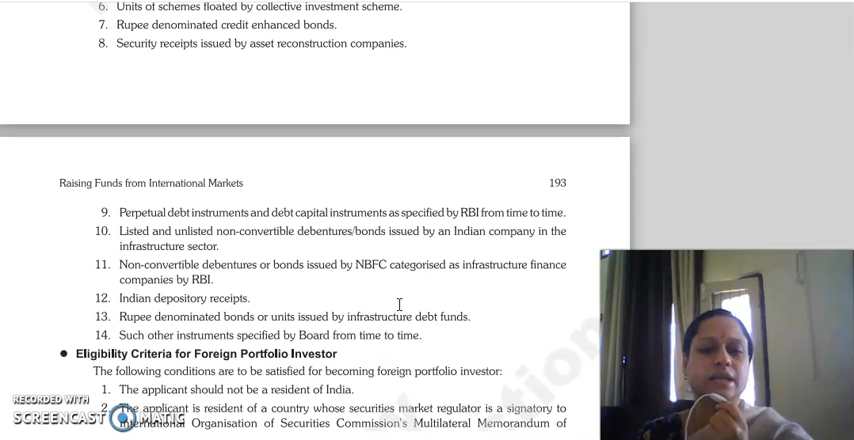 6. Units of schemes floated by collective investment scheme.
7. Rupee denominated credit enhanced bonds.
8. Security receipts issued by asset reconstruction companies.
Raising Funds from International Markets 193
9. Perpetual debt instruments and debt capital instruments as specified by RBI from time to time.
10. Listed and unlisted non-convertible debentures/bonds issued by an Indian company in the
infrastructure sector.
11. Non-convertible debentures or bonds issued by NBFC categorised as infrastructure finance
companies by RBI.
12. Indian depository receipts.
13. Rupee denominated bonds or units issued by infrastructure debt funds.
14. Such other instruments specified by Board from time to time.
● Eligibility Criteria for Foreign Portfolio Investor
The following conditions are to be satisfied for becoming foreign portfolio investor:
1. The applicant should not be a resident of India.
2. The applicant is resident of a country whose securities market regulator is a signatory to
International Organisation of Securities Commission's Multilateral Memorandum of
RECORDED WITH
SCREENCAST MATIC